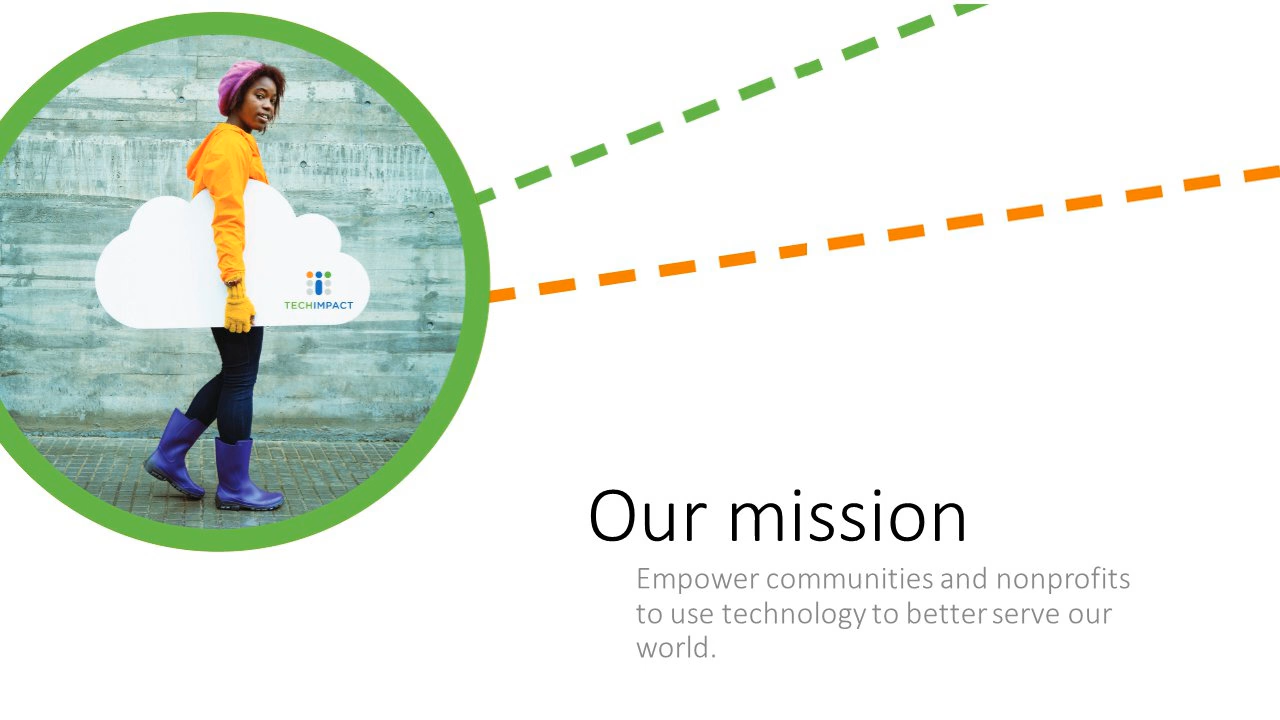 TECHIMPACT
Our mission
Empower communities and nonprofits
to use technology to better serve our
world.